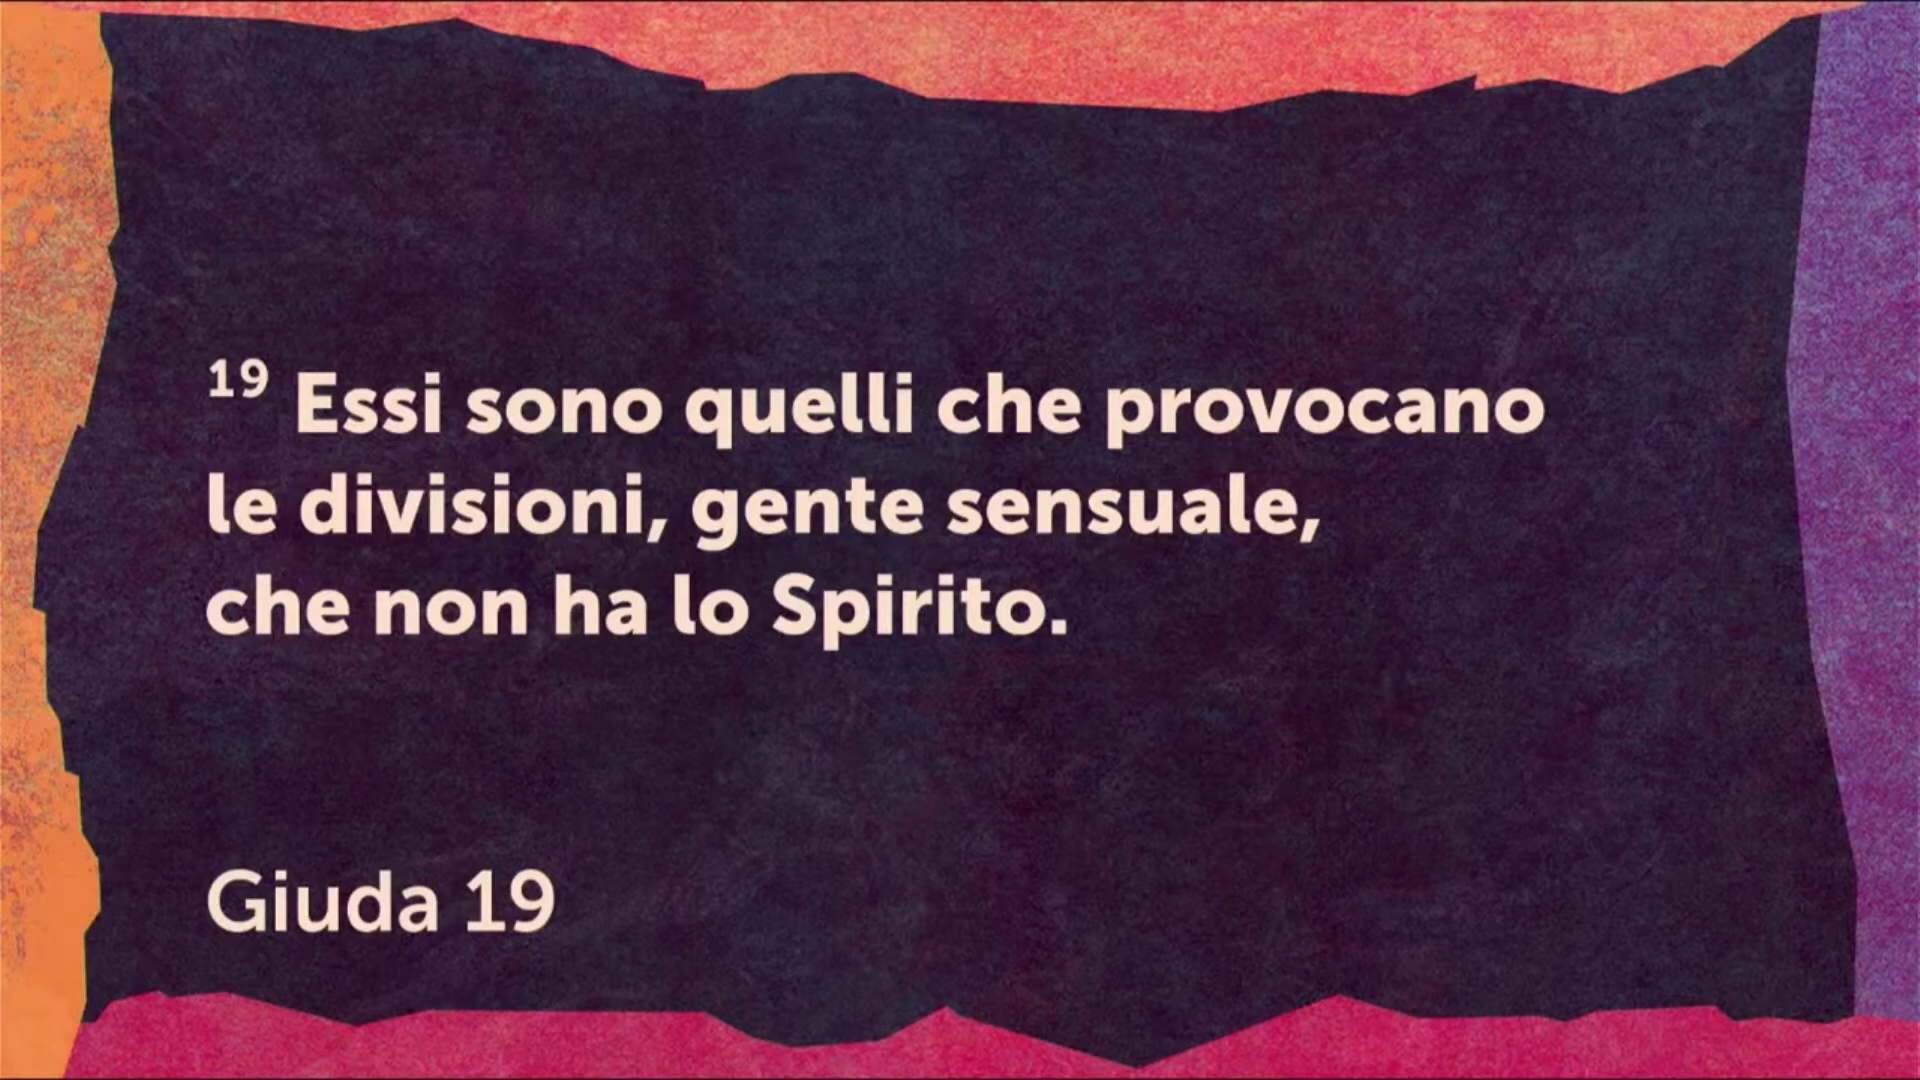 19 Essi sono quelli che provocano
le divisioni, gente sensuale,
che non ha lo Spirito.
Giuda 19